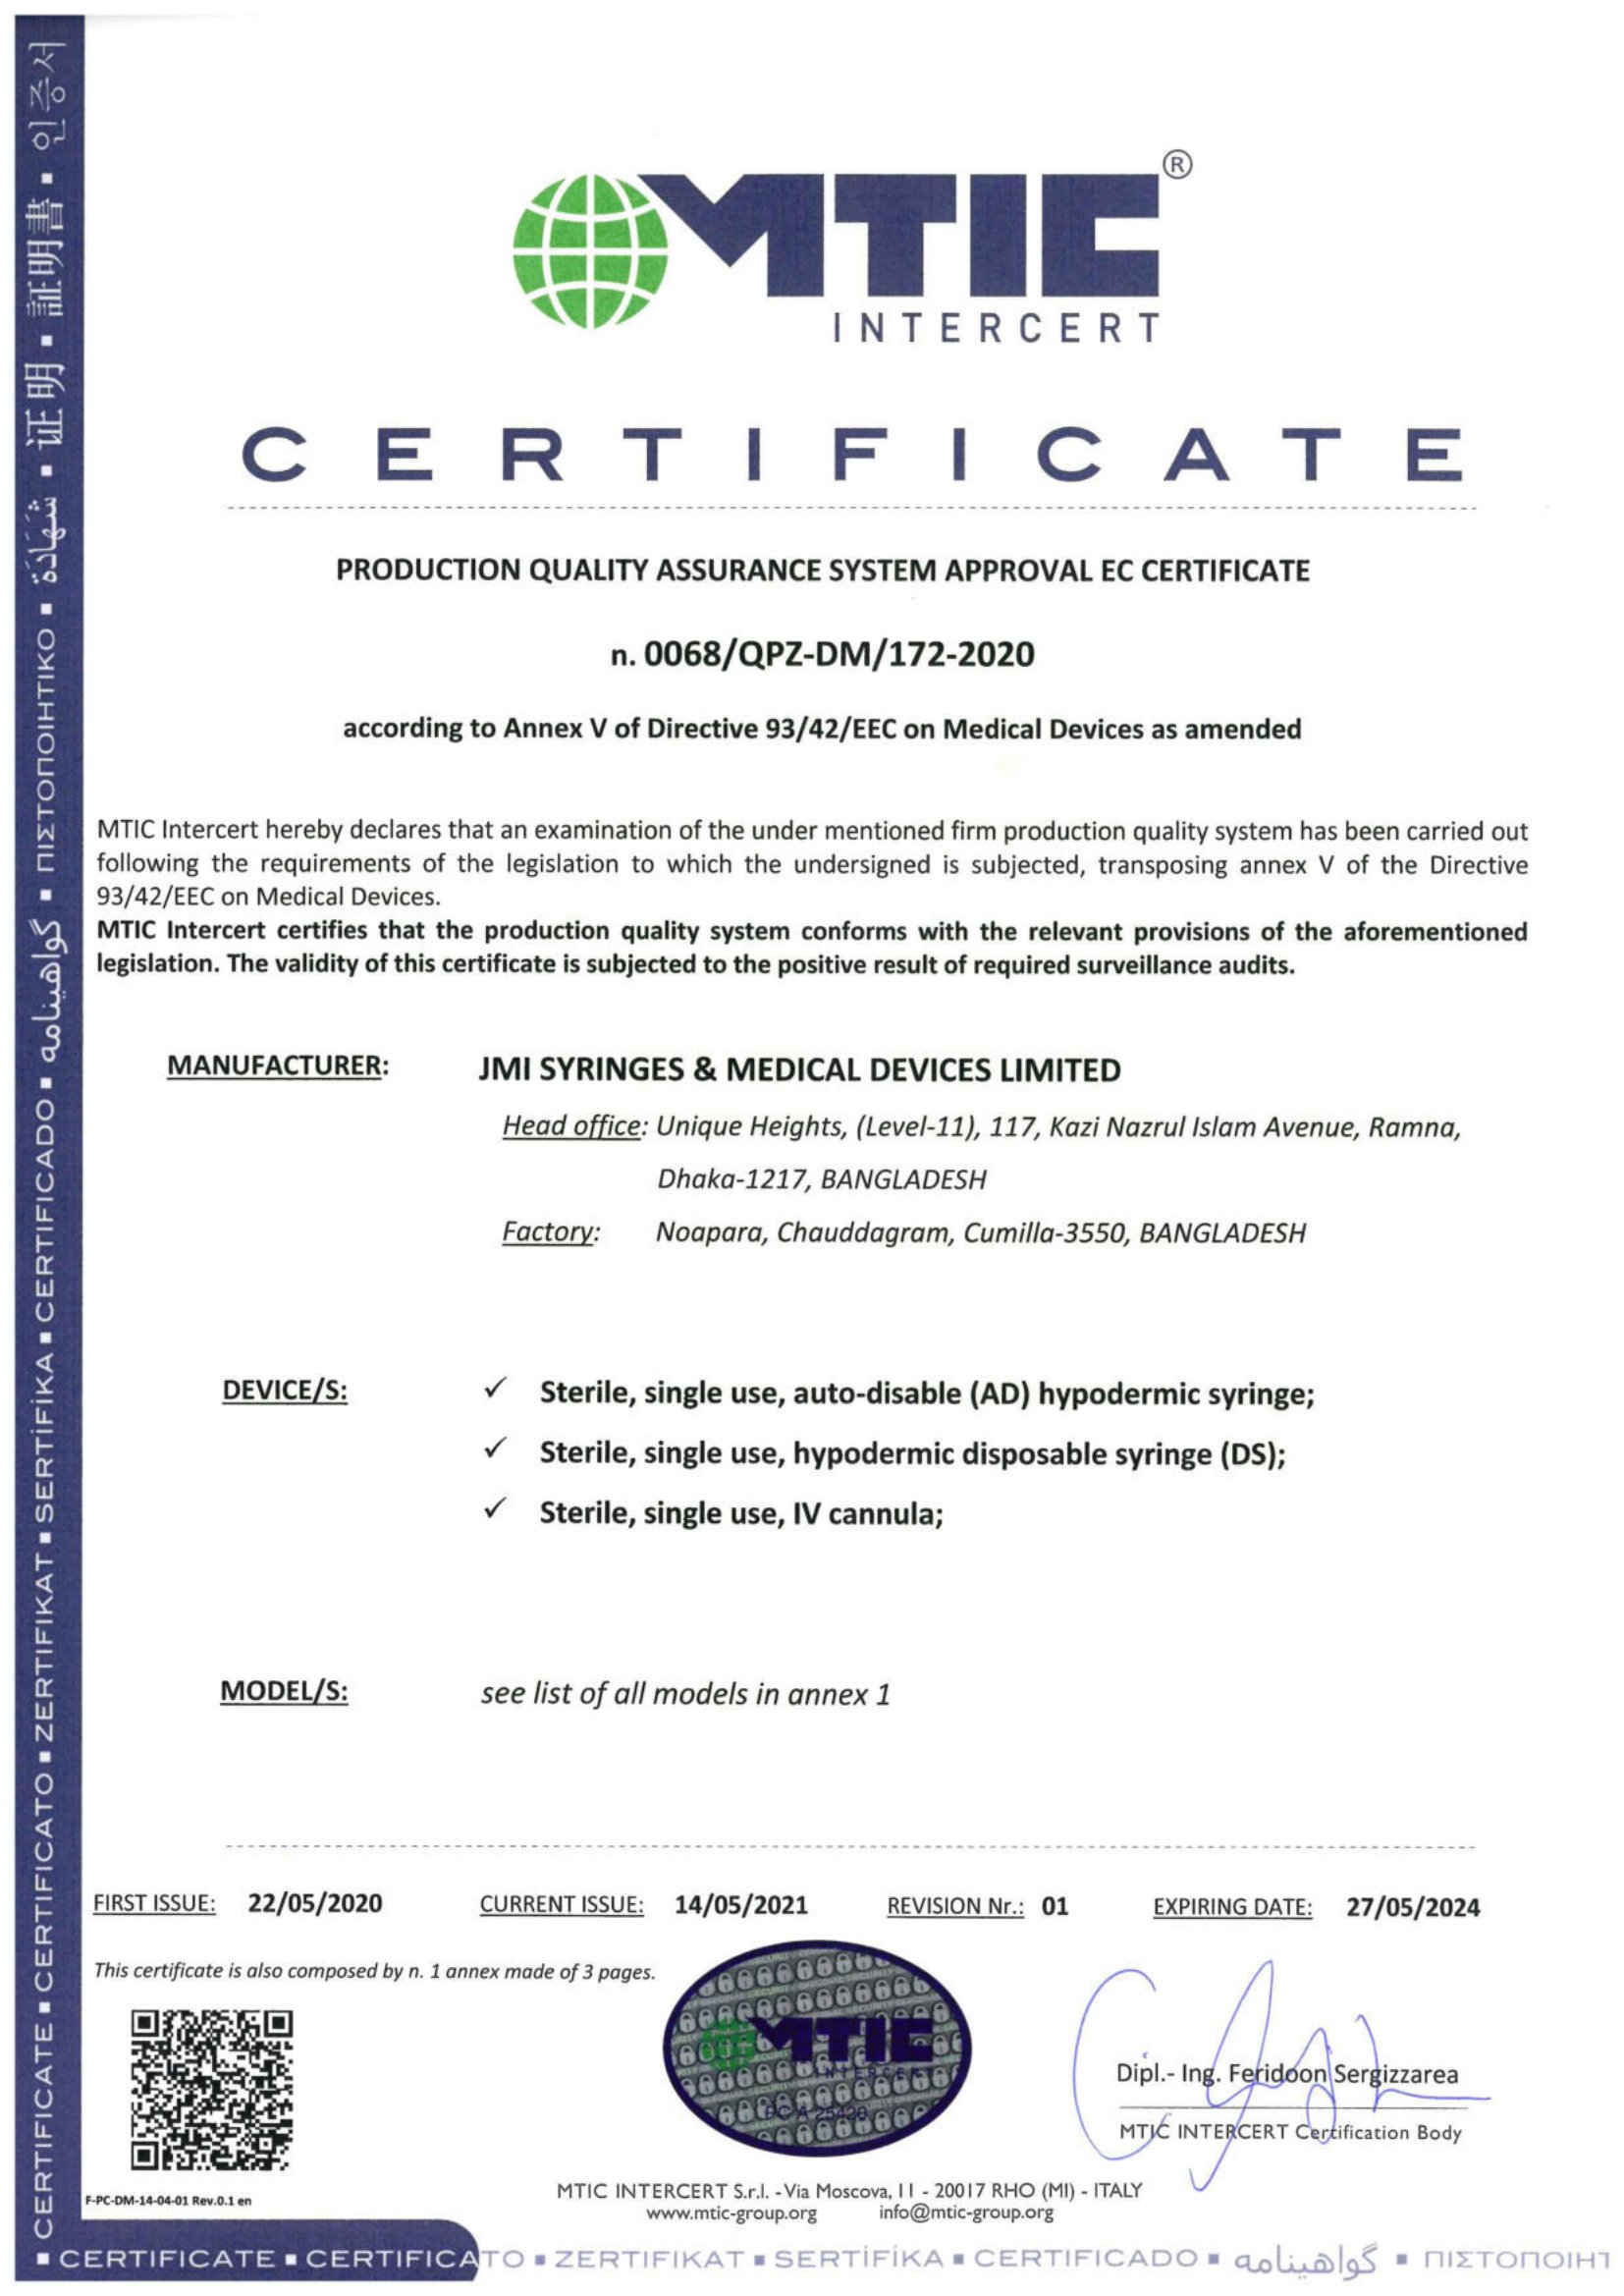 ®
MTIC
INTERCERT
CERTIFICATE
PRODUCTION QUALITY ASSURANCE SYSTEM APPROVAL EC CERTIFICATE
n. 0068/QPZ-DM/172-2020
according to Annex V of Directive 93/42/EEC on Medical Devices as amended
MTIC Intercert hereby declares that an examination of the under mentioned firm production quality system has been carried out
following the requirements of the legislation to which the undersigned is subjected, transposing annex V of the Directive
93/42/EEC on Medical Devices.
MTIC Intercert certifies that the production quality system conforms with the relevant provisions of the aforementioned
legislation. The validity of this certificate is subjected to the positive result of required surveillance audits.
MANUFACTURER: JMI SYRINGES & MEDICAL DEVICES LIMITED
Head office: Unique Heights, (Level-11), 117, Kazi Nazrul Islam Avenue, Ramna,
Dhaka-1217, BANGLADESH
Factory: Noapara, Chauddagram, Cumilla-3550, BANGLADESH
DEVICE/S: ✓ Sterile, single use, auto-disable (AD) hypodermic syringe;
✓ Sterile, single use, hypodermic disposable syringe (DS);
✓ Sterile, single use, IV cannula;
MODEL/S: see list of all models in annex 1
FIRST ISSUE: 22/05/2020 CURRENT ISSUE: 14/05/2021 REVISION Nr.: 01 EXPIRING DATE: 27/05/2024
This certificate is also composed by n. 1 annex made of 3 pages.
MTIC
INTERCERT
Dipl.- Ing. Feridoon Sergizzarea
MTIC INTERCERT Certification Body
F-PC-DM-14-04-01 Rev.0.1 en
MTIC INTERCERT S.r.l. - Via Moscova, 11 - 20017 RHO (MI) - ITALY
www.mtic-group.org info@mtic-group.org
■ CERTIFICATE ■ CERTIFICATO ■ ZERTIFIKAT ■ SERTİFİKA ■ CERTIFICADO ■ گواهینامه ■ ΠΙΣΤΟΠΟΙΗΤ
CERTIFICATE ■ CERTIFICATO ■ ZERTIFIKAT ■ SERTİFİKA ■ CERTIFICADO ■ گواهینامه ■ ΠΙΣΤΟΠΟΙΗΤΙΚΟ ■ شَهَادَة ■ 证明 ■ 証明書 ■ 인증서